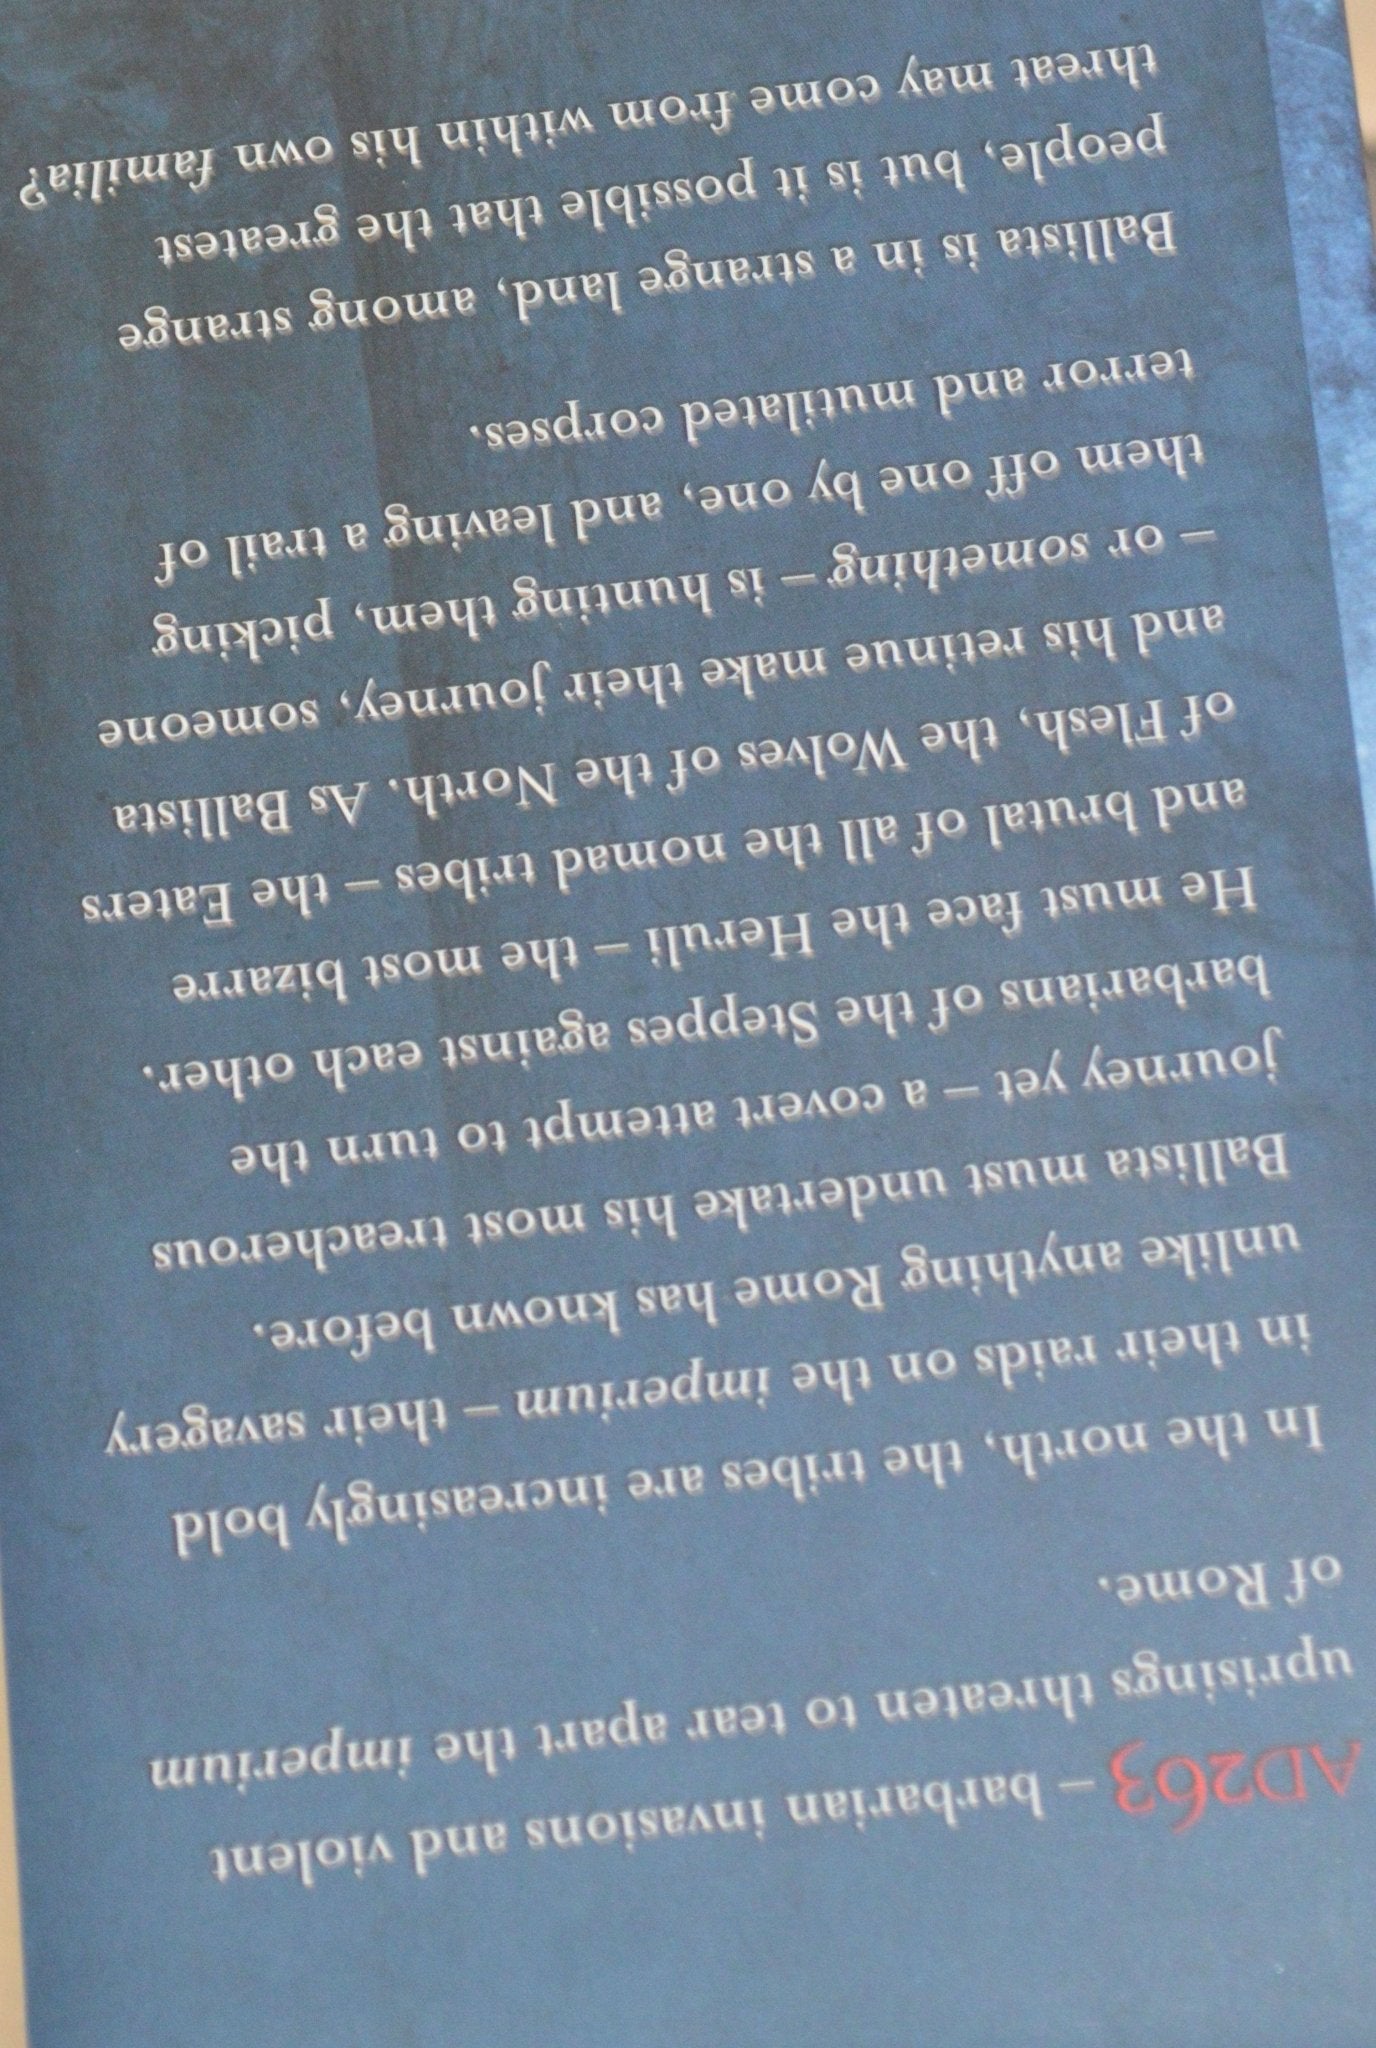 AD263 – barbarian invasions and violent
uprisings threaten to tear apart the imperium
of Rome.
In the north, the tribes are increasingly bold
in their raids on the imperium – their savagery
unlike anything Rome has known before.
Ballista must undertake his most treacherous
journey yet – a covert attempt to turn the
barbarians of the Steppes against each other.
He must face the Heruli – the most bizarre
and brutal of all the nomad tribes – the Eaters
of Flesh, the Wolves of the North. As Ballista
and his retinue make their journey, someone
– or something – is hunting them, picking
them off one by one, and leaving a trail of
terror and mutilated corpses.
Ballista is in a strange land, among strange
people, but is it possible that the greatest
threat may come from within his own familia?